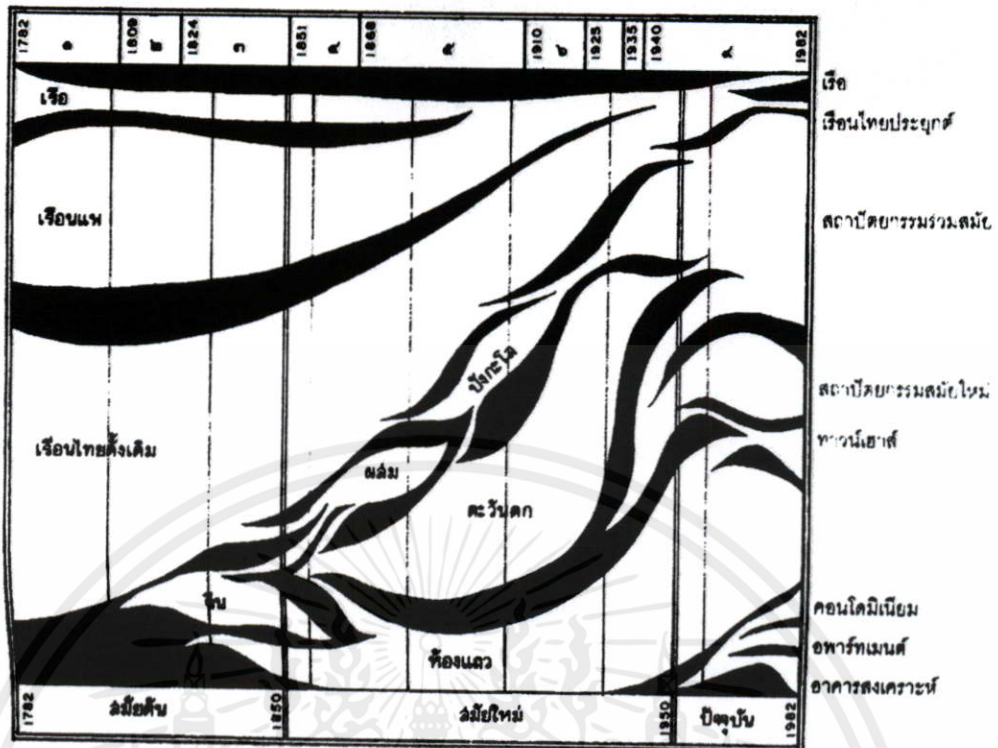 1782 ๑ 1809 ๒ 1824 ๓ 1851 ๔ 1868 ๕ 1910 ๖ 1925 1935 1940 ๙ 1982
เรือ
เรือ
เรือนไทยประยุกต์
เรือนแพ
สถาปัตยกรรมร่วมสมัย
บังกะโล
สถาปัตยกรรมสมัยใหม่
ทาวน์เฮาส์
เรือนไทยดั้งเดิม
ผสม
ตะวันตก
จีน
คอนโดมิเนียม
อพาร์ทเมนต์
ห้องแถว
อาคารสงเคราะห์
1782 สมัยต้น 1850 สมัยใหม่ 1950 ปัจจุบัน 1982